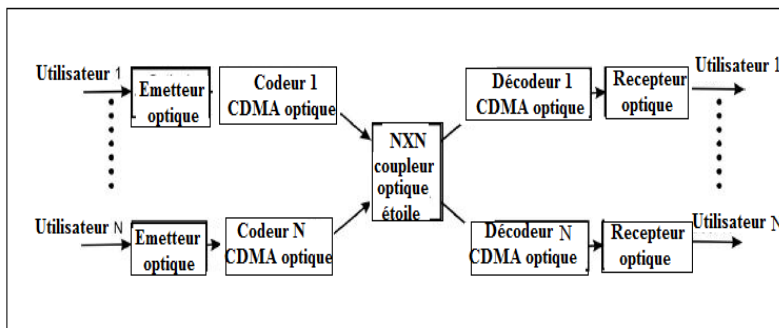 Utilisateur 1
Emetteur
optique
Codeur 1
CDMA optique
NXN
coupleur
optique
étoile
Décodeur 1
CDMA optique
Recepteur
optique
Utilisateur 1
Utilisateur N
Emetteur
optique
Codeur N
CDMA optique
Décodeur N
CDMA optique
Recepteur
optique
Utilisateur N